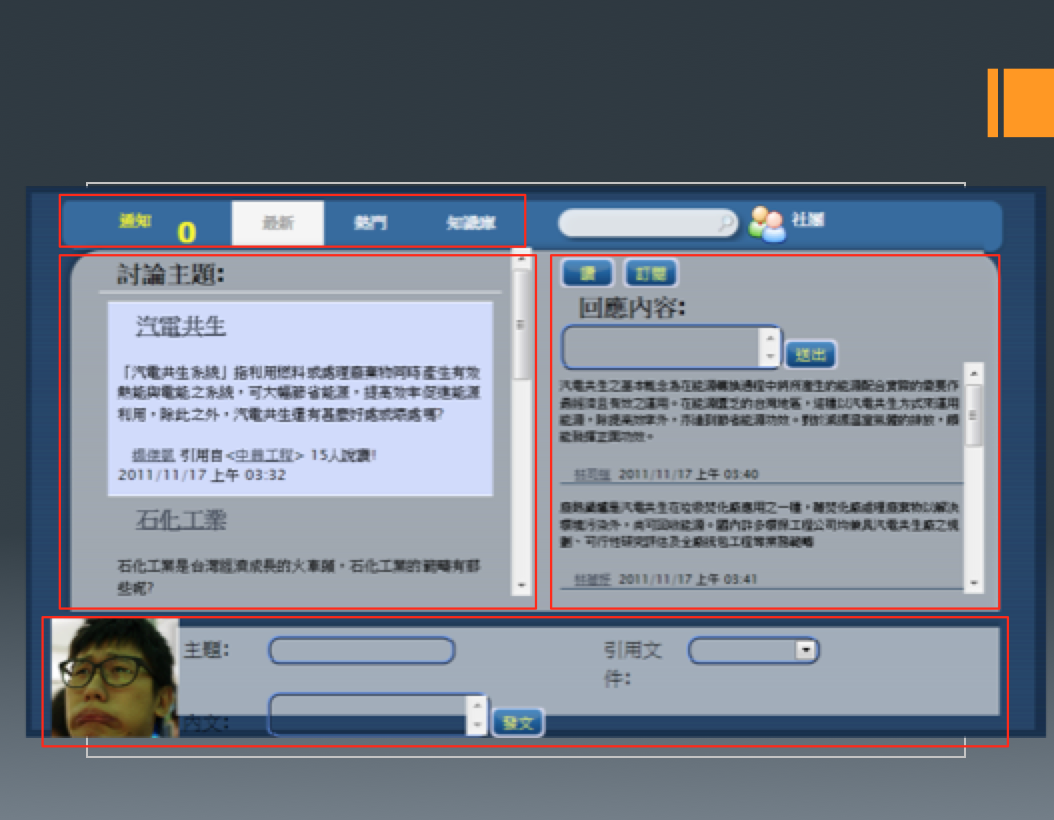 通知 0 最新 熱門 知識庫 社團
討論主題:
汽電共生
「汽電共生系統」指利用燃料或處理廢棄物同時產生有效
熱能與電能之系統，可大幅節省能源，提高效率促進能源
利用，除此之外，汽電共生還有甚麼好處或壞處嗎?
引用自<中鼎工程> 15人說讚!
2011/11/17 上午 03:32
石化工業
石化工業是台灣經濟成長的火車頭，石化工業的範疇有那
些呢?
讚 訂閱
回應內容:
送出
汽電共生之基本概念為在能源轉換過程中將所產生的能源配合實際的需要作
最經濟且有效之運用。在能源匱乏的台灣地區，這種以汽電共生方式來運用
能源，除提高效率外，亦達到節省能源功效。對於減低溫室氣體的排放，頗
能發揮正面功效。
2011/11/17 上午 03:40
廢熱鍋爐是汽電共生在垃圾焚化廠應用之一種，藉焚化廠處理廢棄物以解決
環境污染外，尚可回收能源。國內許多環保工程公司均兼具汽電共生廠之規
劃、可行性研究評估及全廠統包工程等業務範疇
2011/11/17 上午 03:41
主題:
引用文
件:
內文:
發文